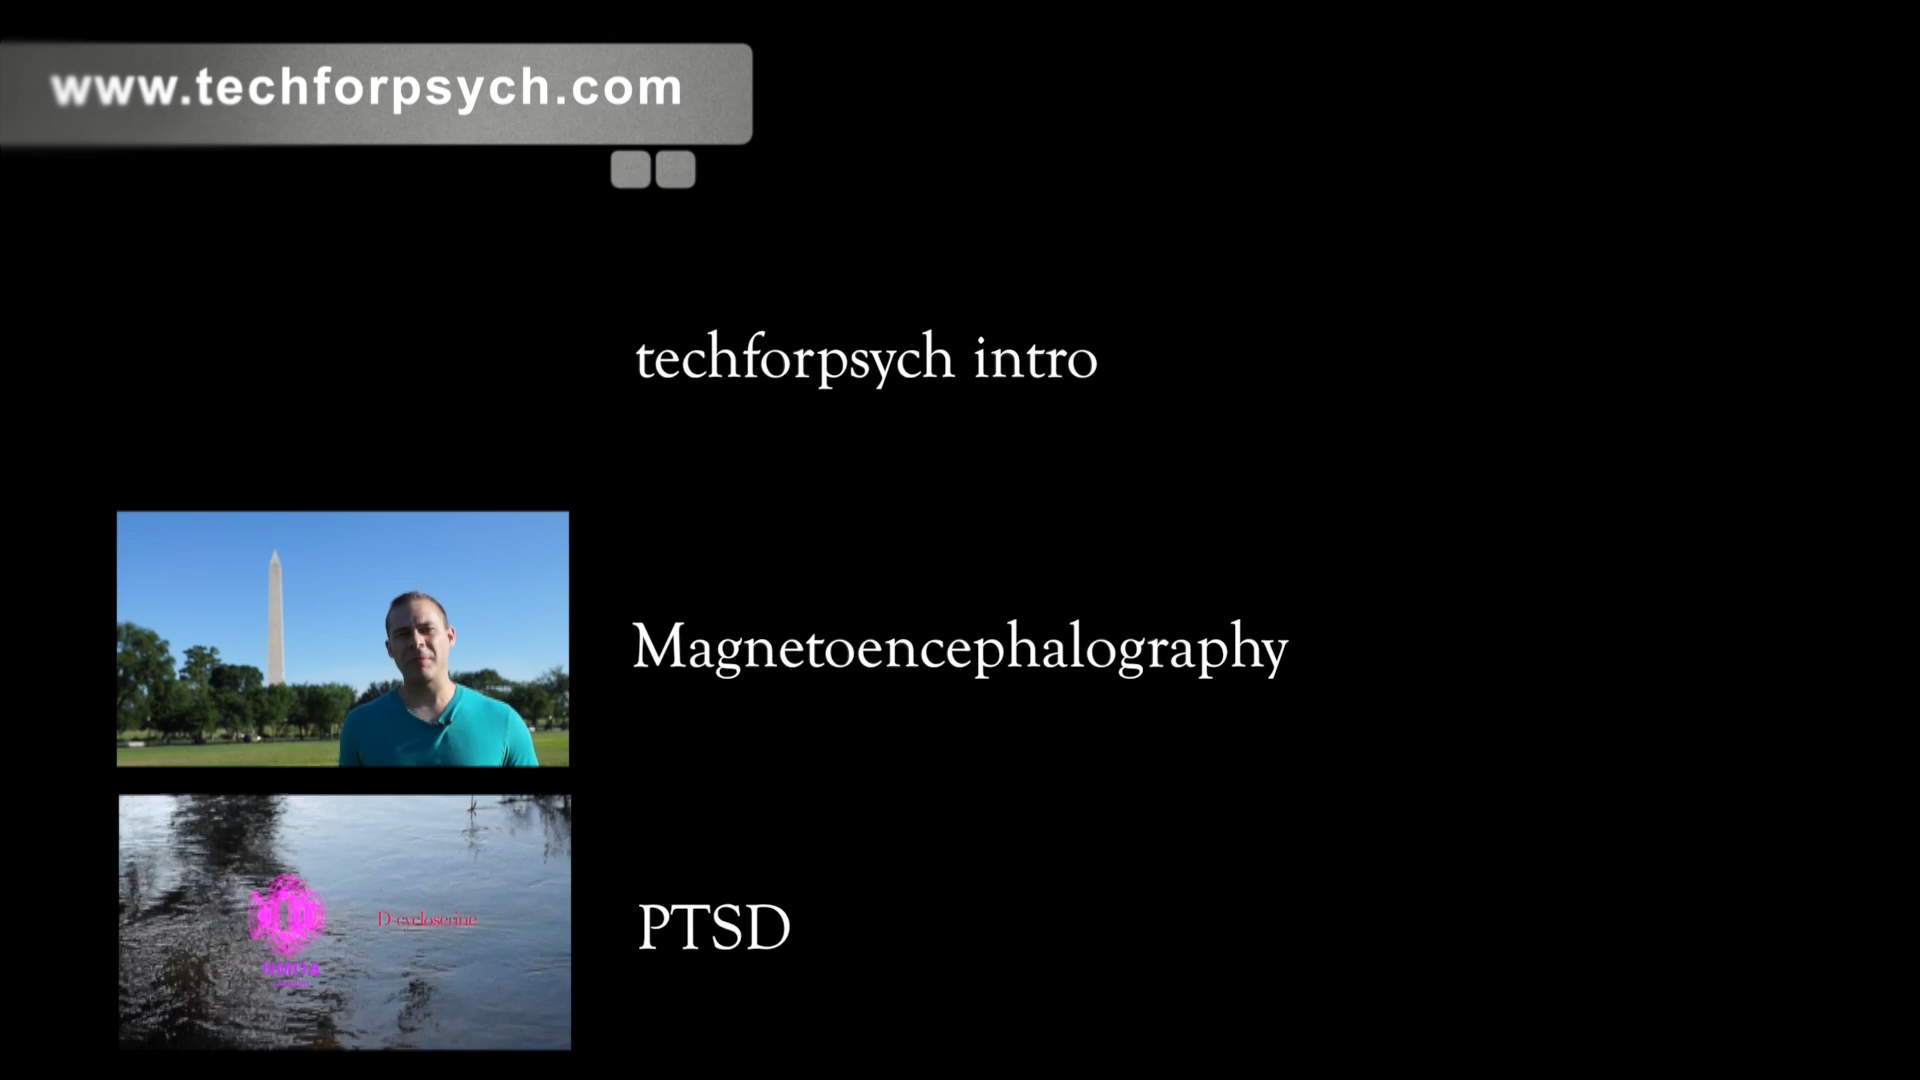 www.techforpsych.com
techforpsych intro
Magnetoencephalography
D-cycloserine
PTSD